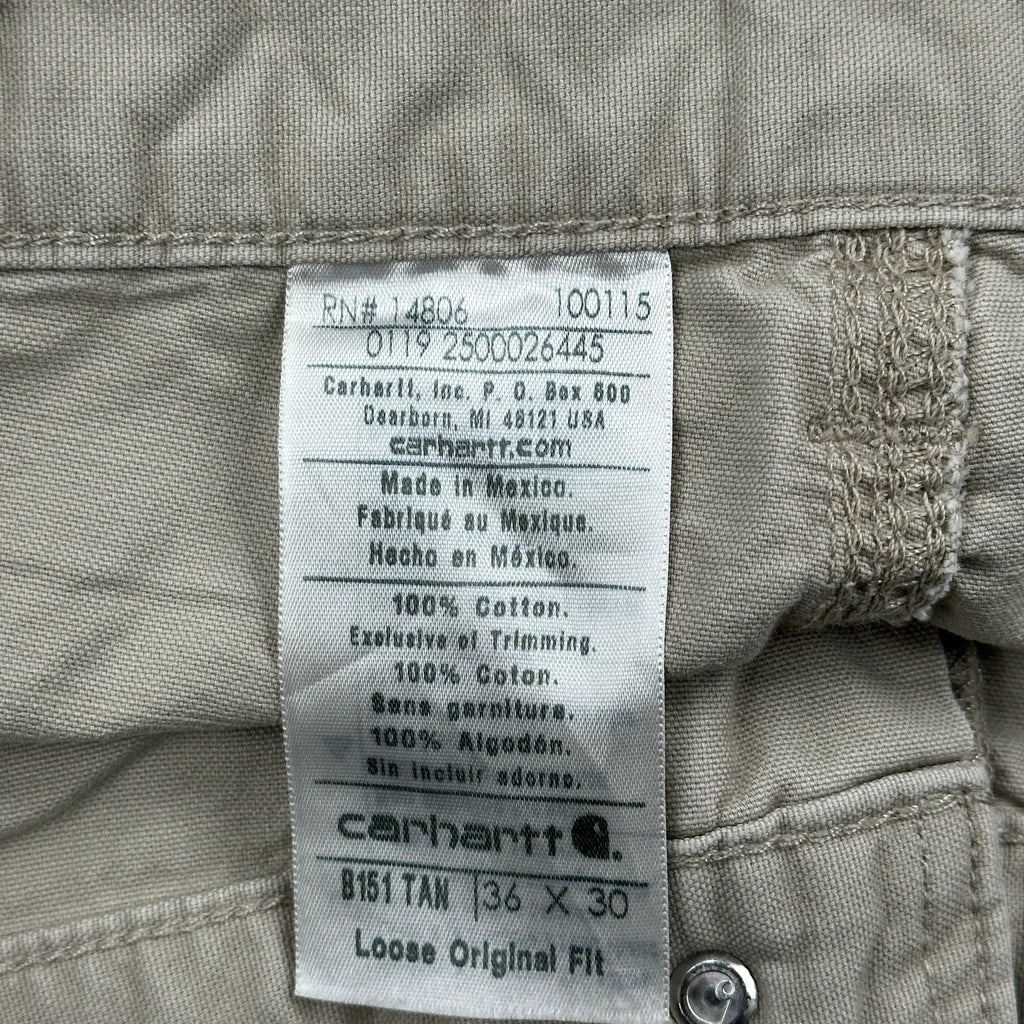 RN# 14806 100115
0119 2500026445
Carhartt, Inc. P. O. Box 600
Dearborn, MI 48121 USA
carhartt.com
Made in Mexico.
Fabriqué au Mexique.
Hecho en México.
100% Cotton.
Exclusive of Trimming.
100% Coton.
Sans garniture.
100% Algodón.
Sin incluir adorno.
carhartt
B151 TAN 36 X 30
Loose Original Fit